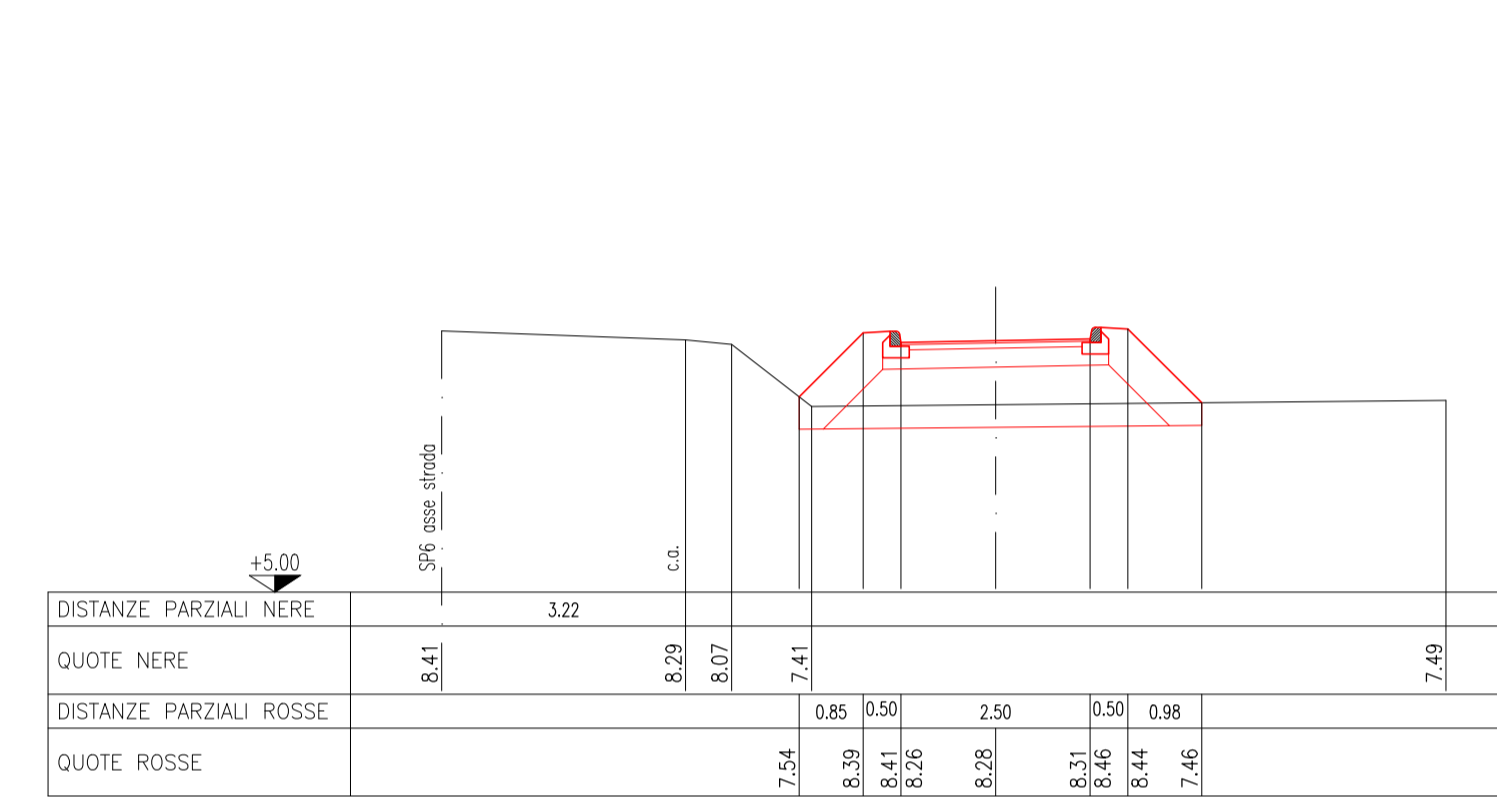 SP6 asse strada
c.a.
+5.00
DISTANZE PARZIALI NERE 3.22
QUOTE NERE 8.41 8.29 8.07 7.41 7.49
DISTANZE PARZIALI ROSSE 0.85 0.50 2.50 0.50 0.98
QUOTE ROSSE 7.54 8.39 8.41 8.26 8.28 8.31 8.46 8.44 7.46